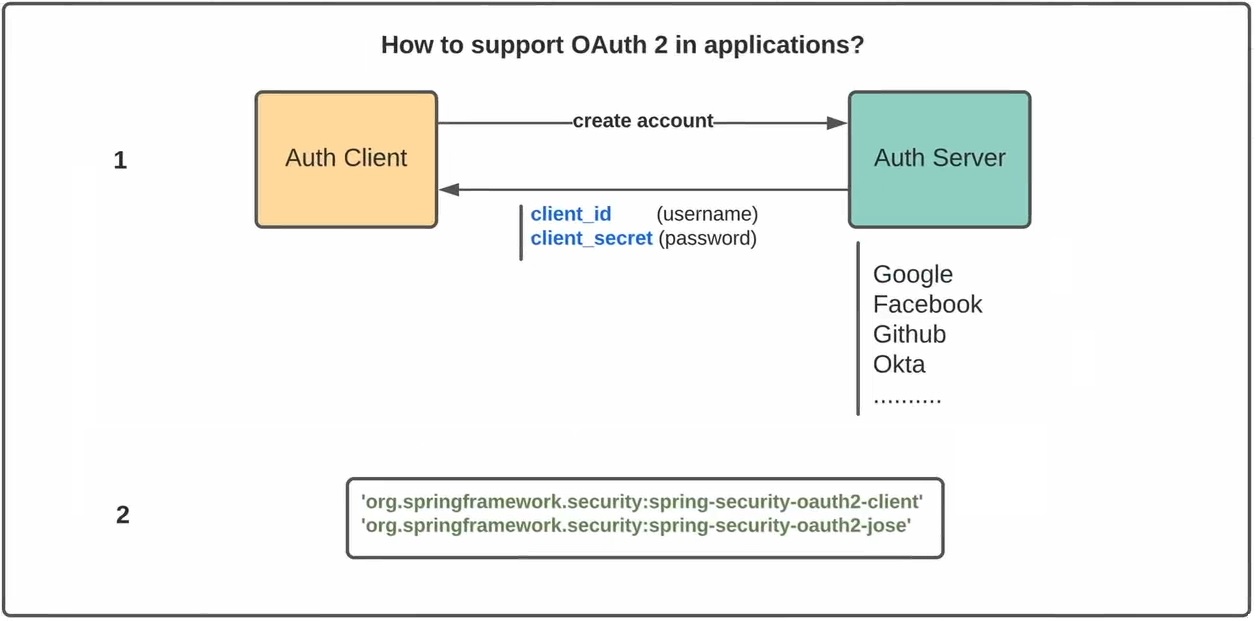 How to support OAuth 2 in applications?
1
Auth Client
create account
Auth Server
client_id (username)
client_secret (password)
Google
Facebook
Github
Okta
..........
2
'org.springframework.security:spring-security-oauth2-client'
'org.springframework.security:spring-security-oauth2-jose'